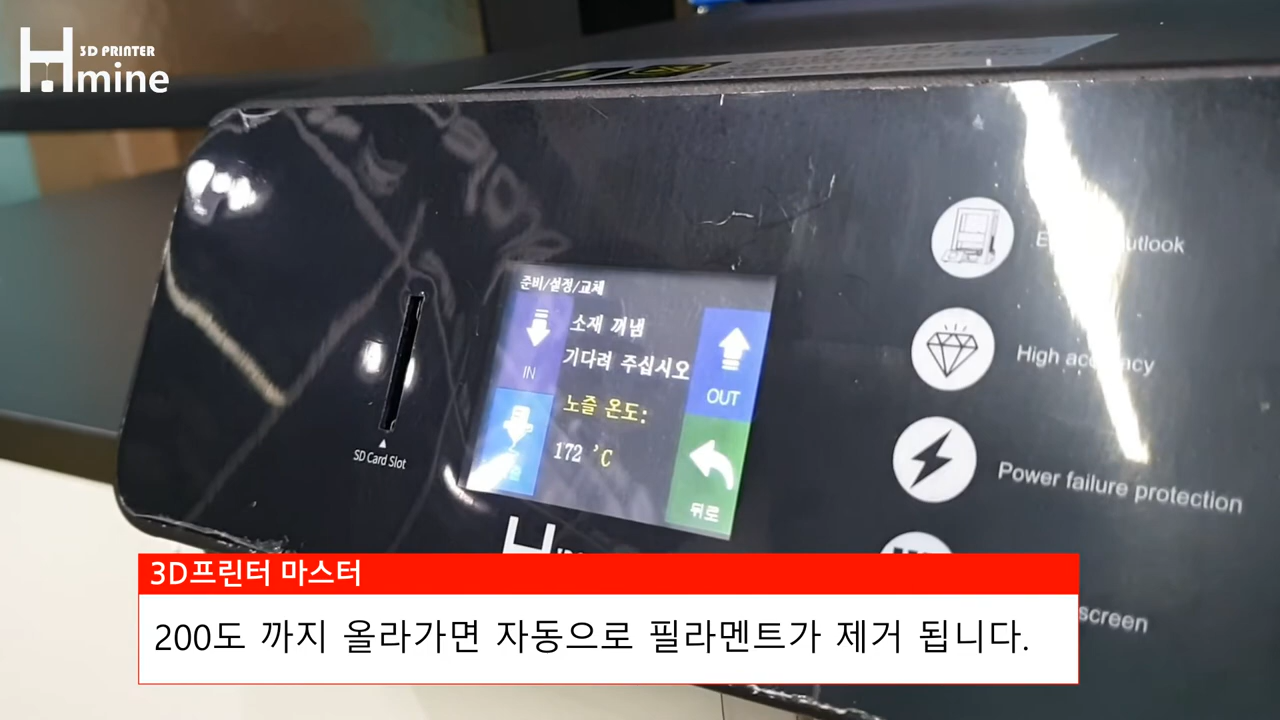 3D PRINTER
Hmine
준비/설정/교체
소재 꺼냄
기다려 주십시오
IN
OUT
노즐 온도:
172 °C
뒤로
SD Card Slot
utlook
High
Power failure protection
screen
3D프린터 마스터
200도 까지 올라가면 자동으로 필라멘트가 제거 됩니다.